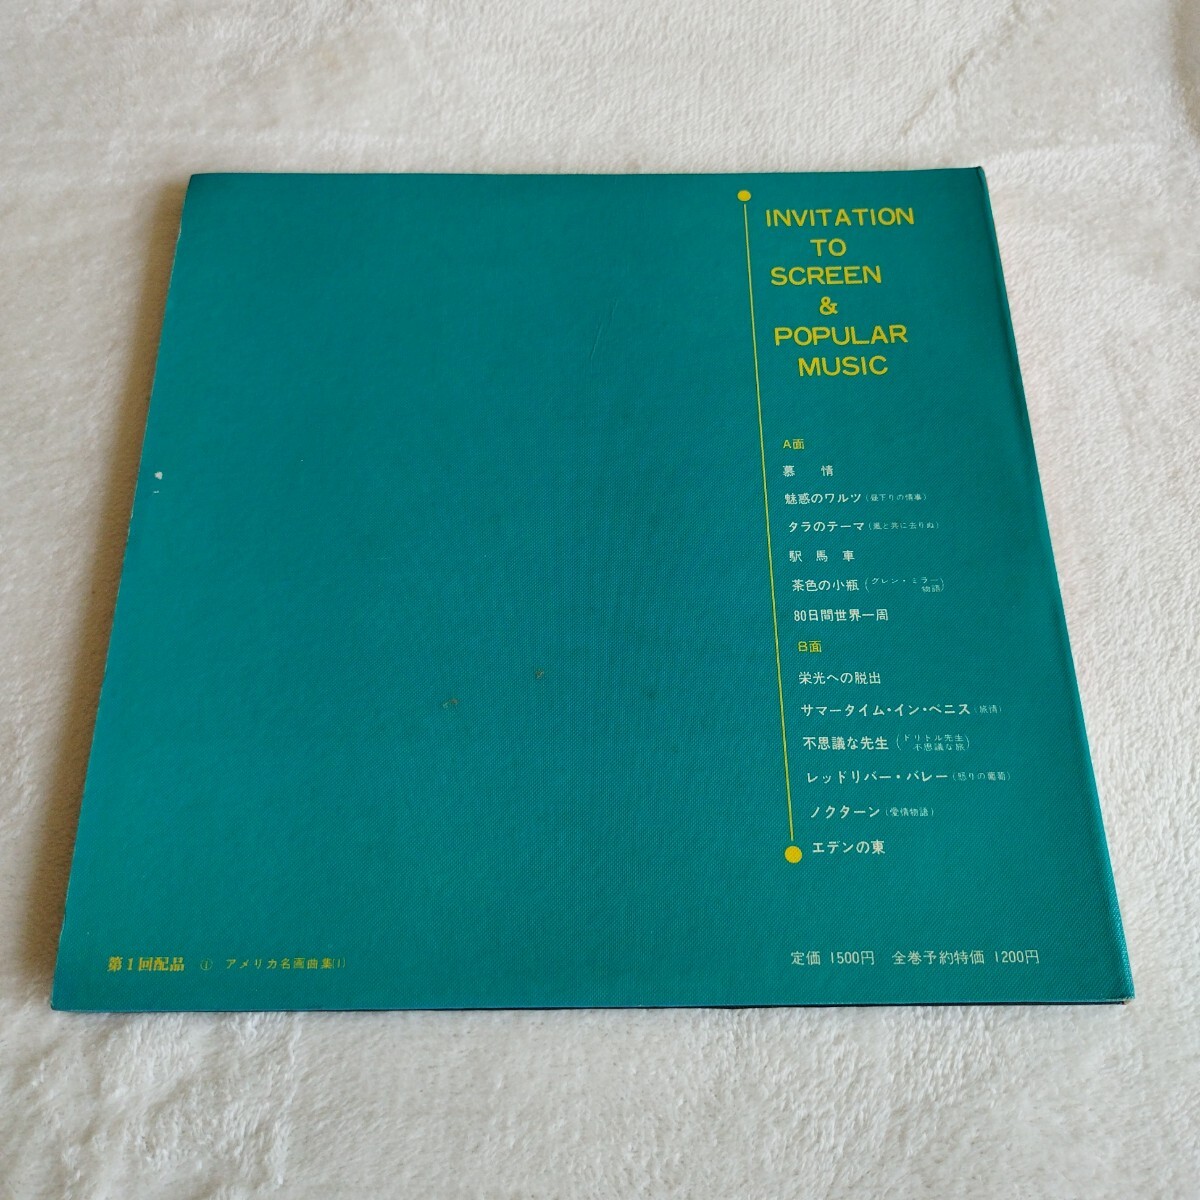 INVITATION
TO
SCREEN
&
POPULAR
MUSIC
A面
慕 情
魅惑のワルツ(昼下りの情事)
タラのテーマ(風と共に去りぬ)
駅 馬 車
茶色の小瓶(グレン・ミラー
物語)
80日間世界一周
B面
栄光への脱出
サマータイム・イン・ベニス(旅情)
不思議な先生(ドリトル先生
不思議な旅)
レッドリバー・バレー(怒りの葡萄)
ノクターン(愛情物語)
エデンの東
第1回配品 ① アメリカ名画曲集(1)
定価 1500円 全巻予約特価 1200円